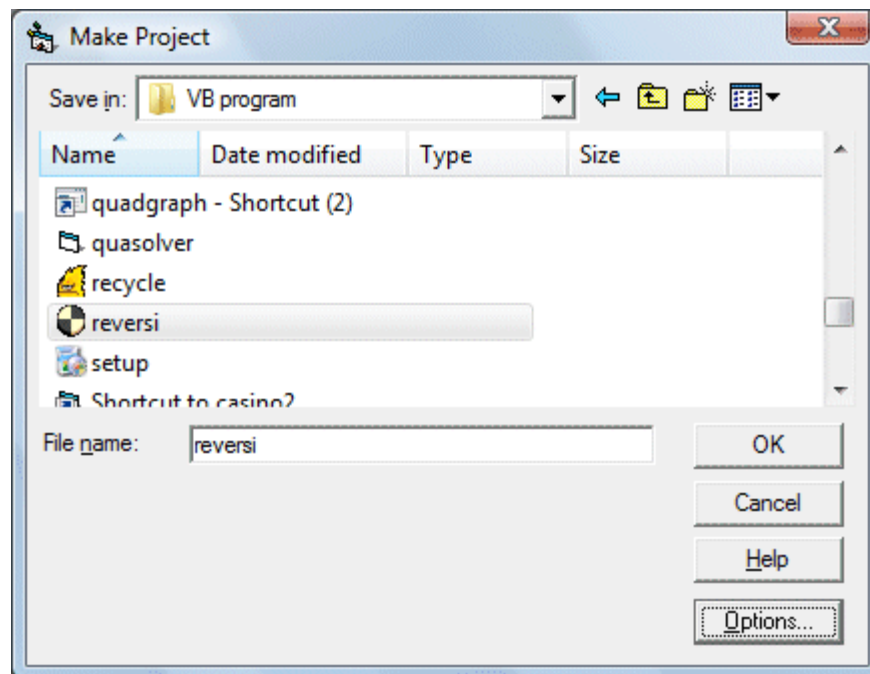 Make Project
Save in: VB program
Name Date modified Type Size
quadgraph - Shortcut (2)
quasolver
recycle
reversi
setup
Shortcut to casino2
File name: reversi OK
Cancel
Help
Options...